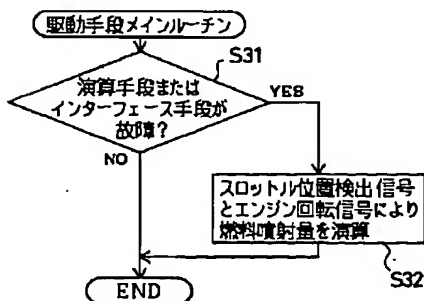 駆動手段メインルーチン
S31
演算手段または
インターフェース手段が
故障?
YES
NO
スロットル位置検出信号
とエンジン回転信号により
燃料噴射量を演算
S32
END